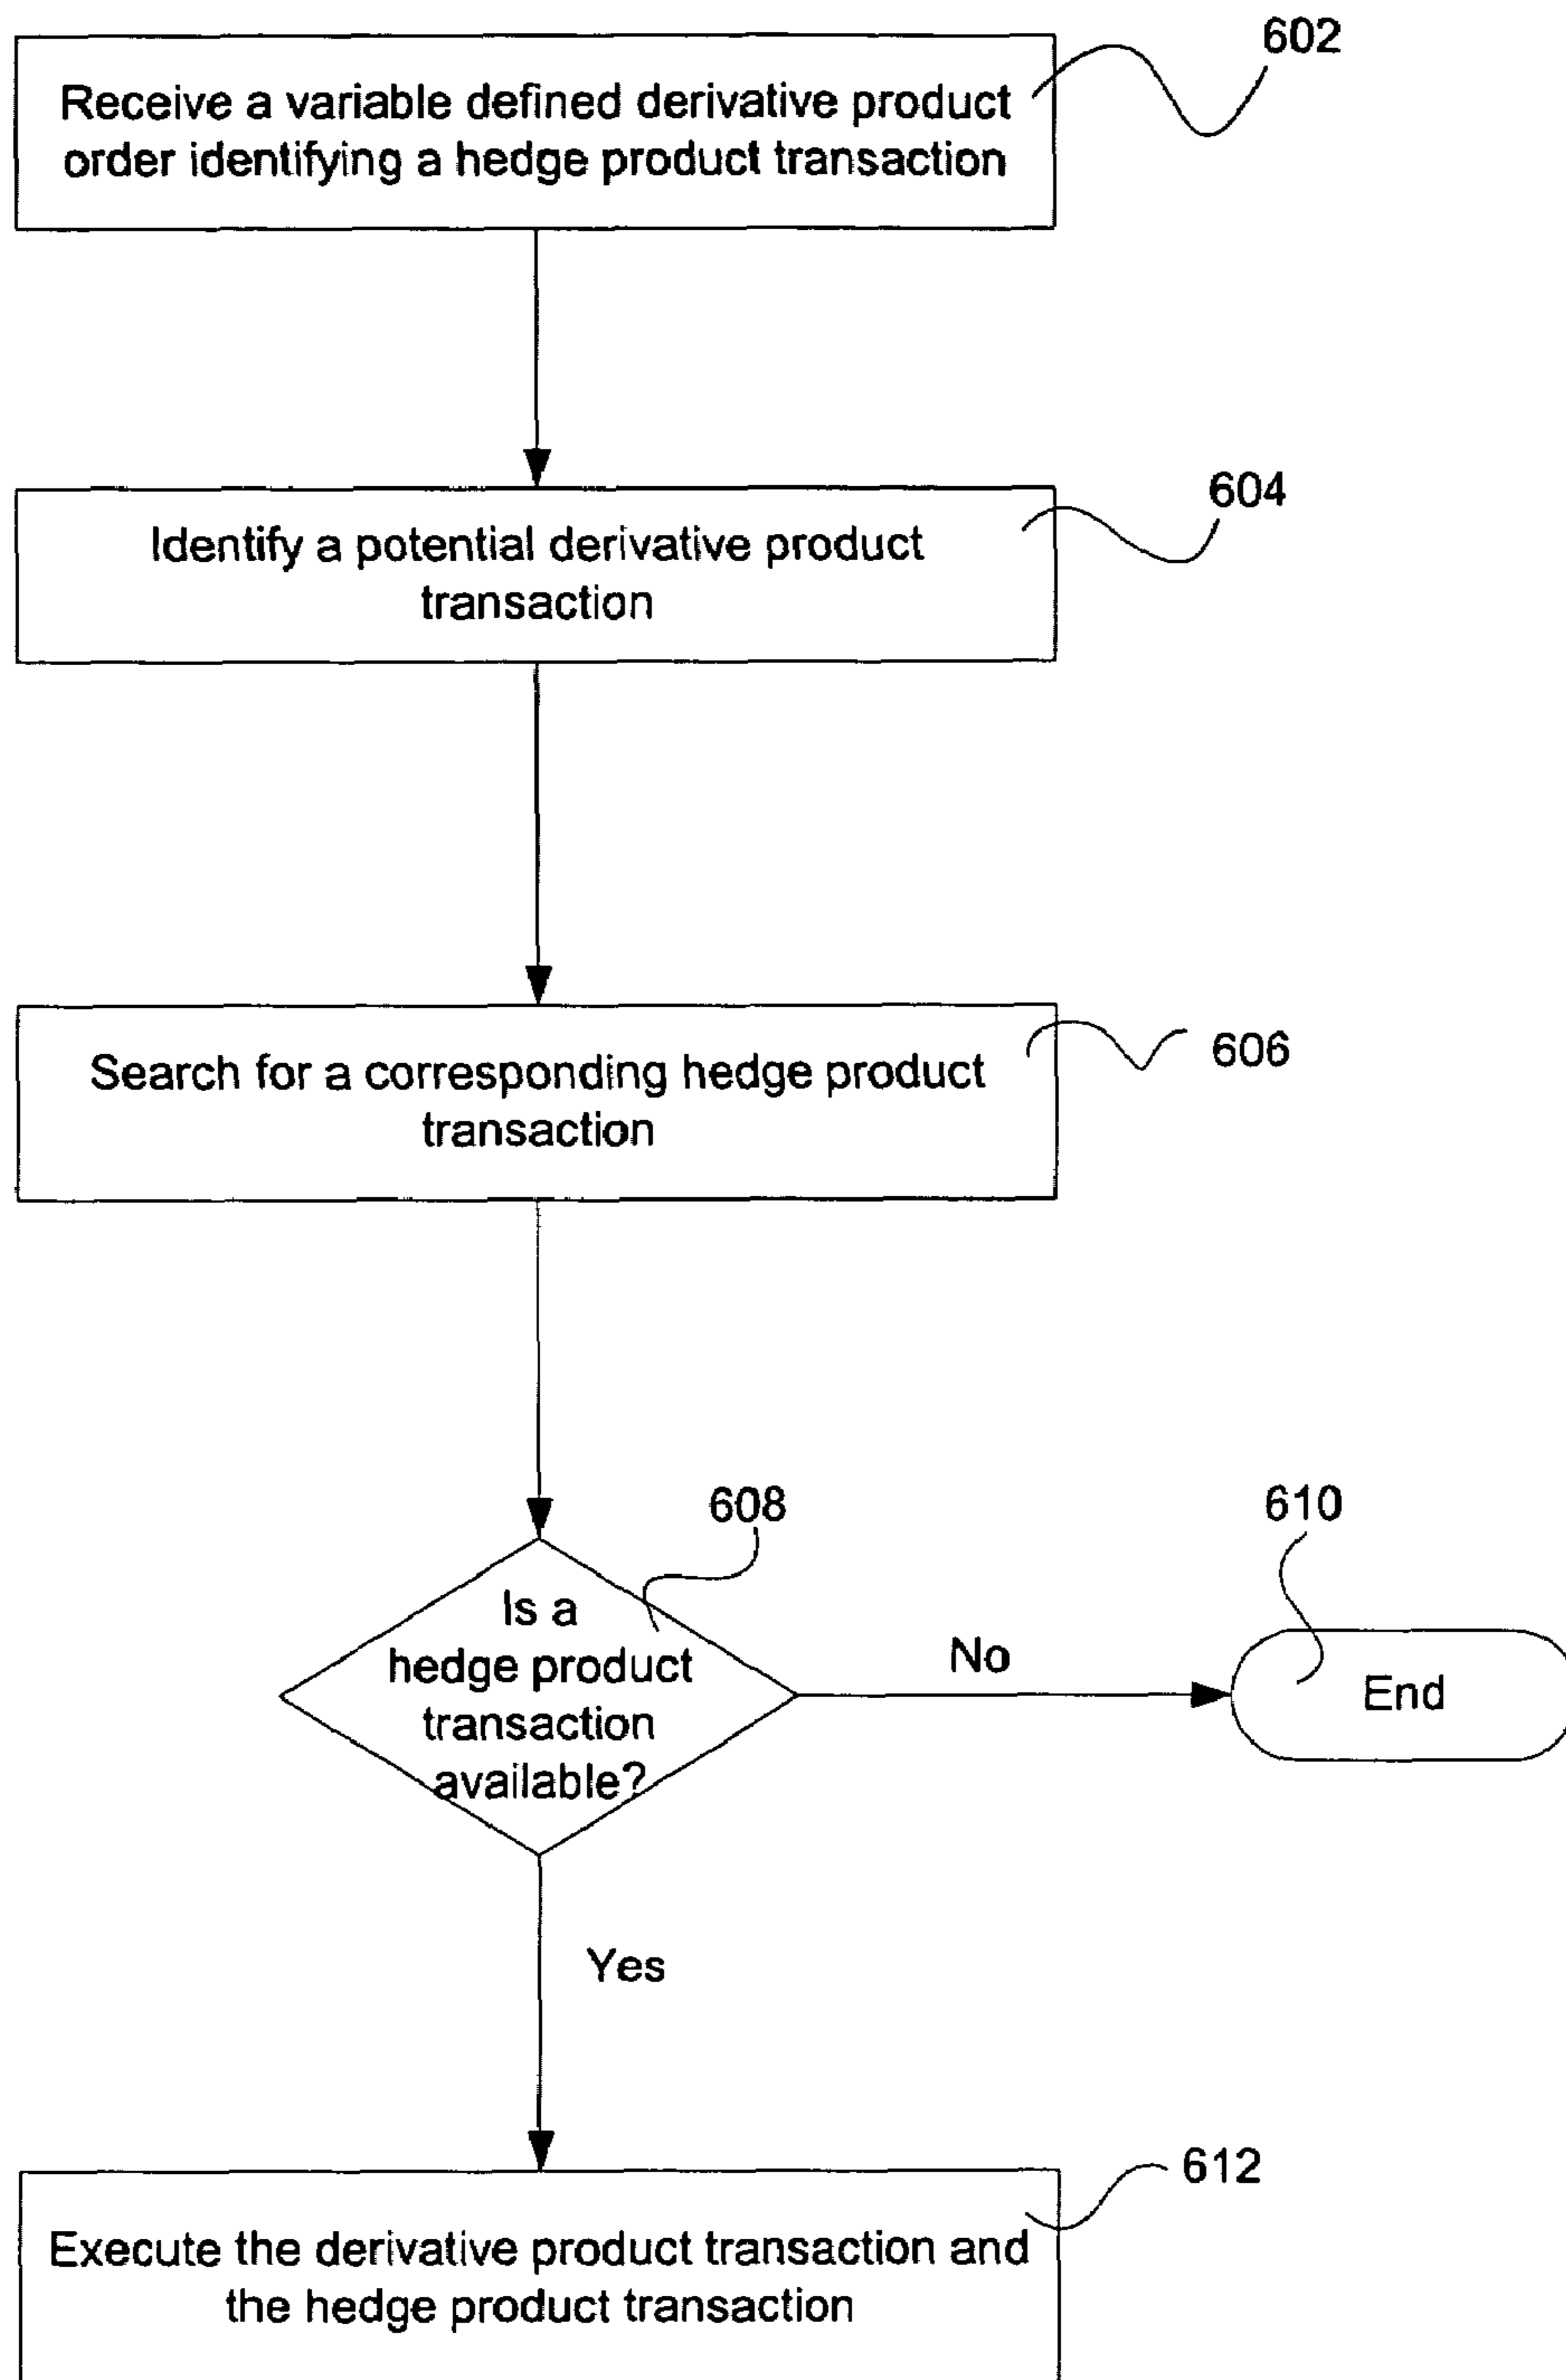 602
Receive a variable defined derivative product
order identifying a hedge product transaction
604
Identify a potential derivative product
transaction
606
Search for a corresponding hedge product
transaction
608
610
Is a
hedge product
transaction
available?
No
End
Yes
612
Execute the derivative product transaction and
the hedge product transaction